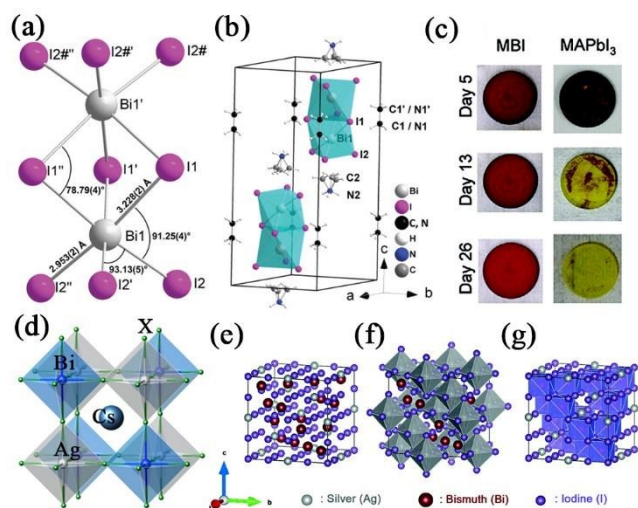 (a)
I2#''
I2#'
I2#
Bi1'
I1''
I1'
I1
78.79(4)°
3.228(2) Å
Bi1
91.25(4)°
2.953(2) Å
93.13(5)°
I2''
I2'
I2
(b)
C1' / N1'
C1 / N1
I1
Bi1
I2
C2
N2
Bi
I
C, N
H
N
C
c
a
b
(c)
MBI
MAPbI3
Day 5
Day 13
Day 26
(d)
X
Bi
Cs
Ag
(e)
(f)
(g)
c
b
: Silver (Ag)
: Bismuth (Bi)
: Iodine (I)